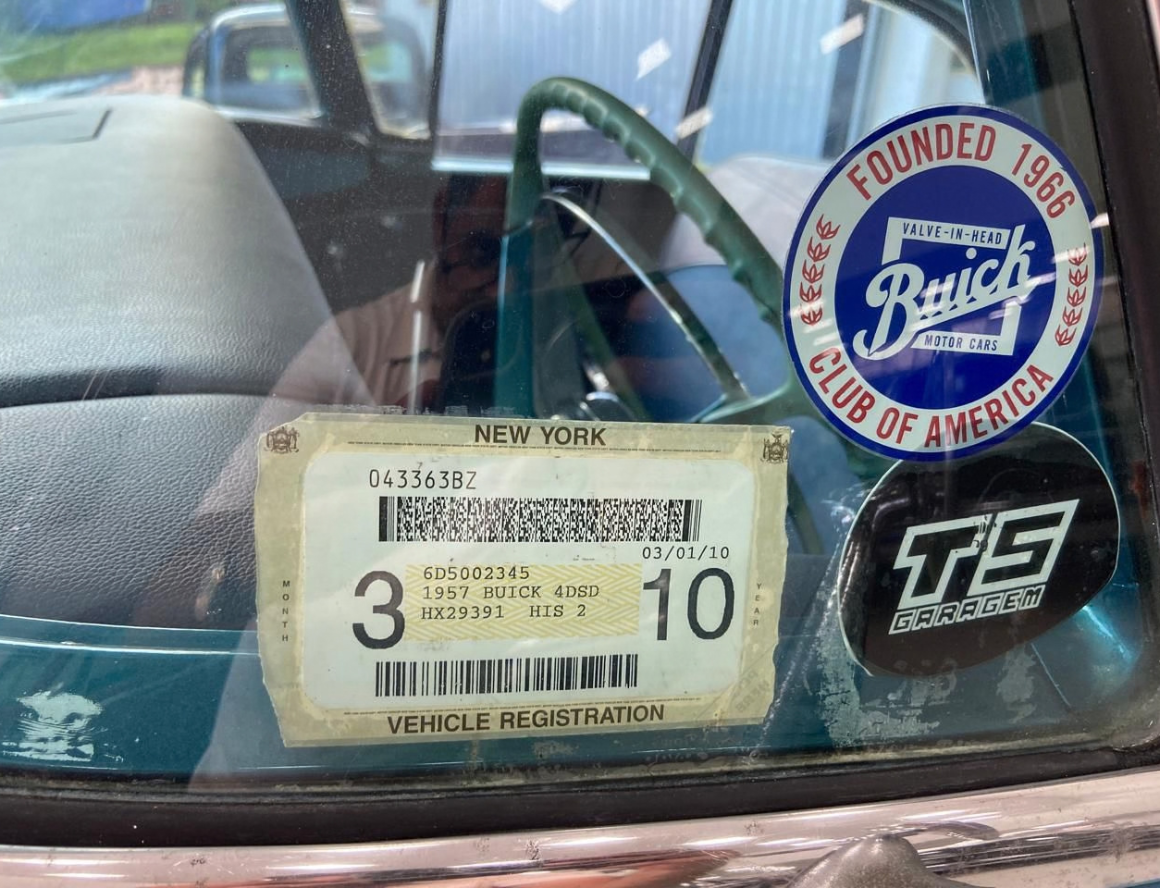 FOUNDED 1966
VALVE-IN-HEAD
Buick
MOTOR CARS
CLUB OF AMERICA
NEW YORK
043363BZ
03/01/10
6D5002345
1957 BUICK 4DSD
HX29391 HIS 2
3
10
MONTH
YEAR
VEHICLE REGISTRATION
TS
GARAGEM